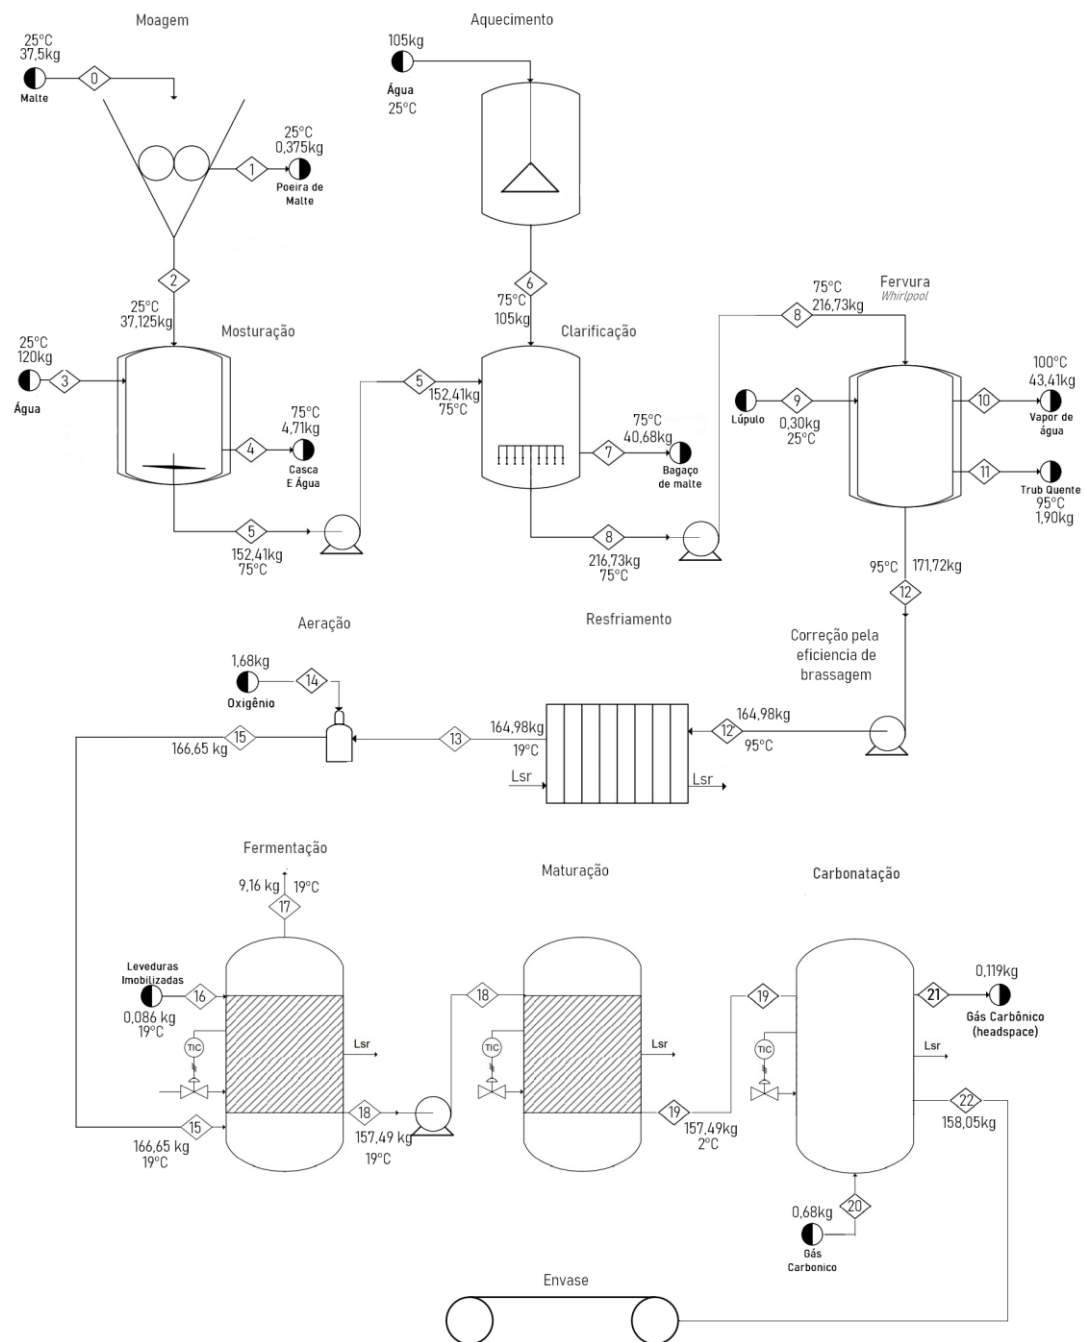 Moagem
Aquecimento
25°C
37,5kg
0
Malte
105kg
Água
25°C
25°C
0,375kg
1
Poeira de
Malte
2
25°C
37,125kg
6
75°C
105kg
Fervura
Whirlpool
75°C
216,73kg
8
Mosturação
Clarificação
25°C
120kg
3
Água
5
152,41kg
75°C
100°C
43,41kg
10
Vapor de
água
Lúpulo
9
0,30kg
25°C
75°C
4,71kg
4
Casca
E Água
75°C
40,68kg
7
Bagaço
de malte
11
Trub Quente
95°C
1,90kg
5
152,41kg
75°C
8
216,73kg
75°C
95°C
171,72kg
12
Aeração
Resfriamento
Correção pela
eficiencia de
brassagem
1,68kg
14
Oxigênio
15
166,65 kg
13
164,98kg
19°C
12'
164,98kg
95°C
Lsr
Lsr
Fermentação
Maturação
Carbonatação
9,16 kg
19°C
17
Leveduras
Imobilizadas
16
0,086 kg
19°C
TIC
Lsr
18
TIC
Lsr
19
TIC
Lsr
21
0,119kg
Gás Carbônico
(headspace)
15
166,65 kg
19°C
18
157,49 kg
19°C
19
157,49kg
2°C
22
158,05kg
20
0,68kg
Gás
Carbonico
Envase